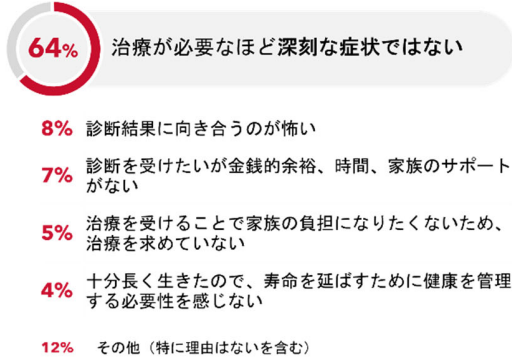 64% 治療が必要なほど深刻な症状ではない
8% 診断結果に向き合うのが怖い
7% 診断を受けたいが金銭的余裕、時間、家族のサポート
がない
5% 治療を受けることで家族の負担になりたくないため、
治療を求めていない
4% 十分長く生きたので、寿命を延ばすために健康を管理
する必要性を感じない
12% その他（特に理由はないを含む）